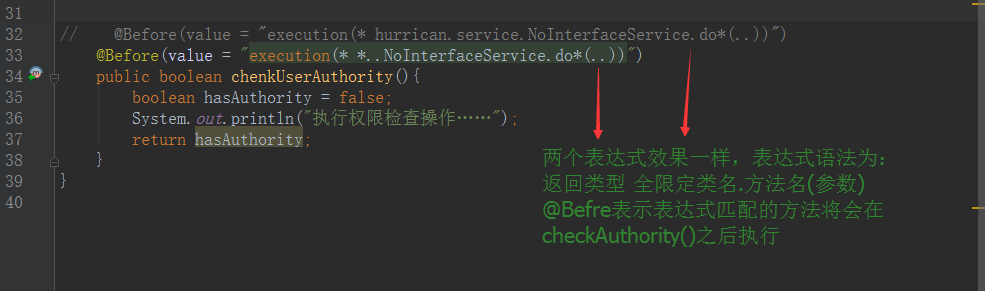 31
32 //    @Before(value = "execution(* hurrican.service.NoInterfaceService.do*(..))")
33 @Before(value = "execution(* *..NoInterfaceService.do*(..))")
34 public boolean chenkUserAuthority(){
35 boolean hasAuthority = false;
36 System.out.println("执行权限检查操作……");
37 return hasAuthority;
38 }
39 }
40
两个表达式效果一样，表达式语法为：
返回类型 全限定类名.方法名(参数)
@Befre表示表达式匹配的方法将会在
checkAuthority()之后执行